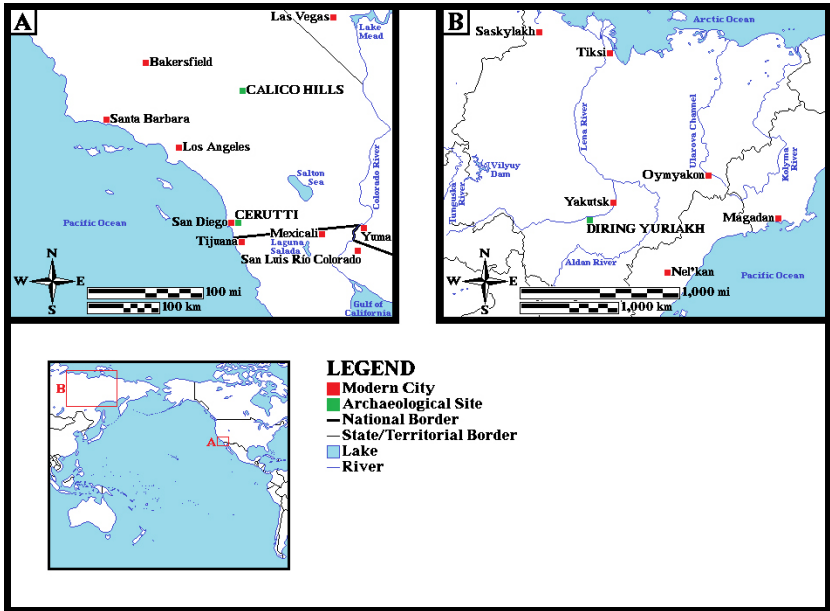 A
Las Vegas
Lake
Mead
Bakersfield
CALICO HILLS
Santa Barbara
Los Angeles
Colorado River
Salton
Sea
Pacific Ocean
San Diego
CERUTTI
Mexicali
Yuma
Tijuana
Laguna
Salada
San Luis Río Colorado
N
W E
S
100 mi
100 km
Gulf of
California
B
Arctic Ocean
Saskylakh
Tiksi
Lena River
Ularova Channel
Kolyma
River
Vilyuy
Dam
Tunguska
River
Oymyakon
Yakutsk
DIRING YURIAKH
Magadan
Aldan River
Nel'kan
Pacific Ocean
N
W E
S
1,000 mi
1,000 km
B
A
LEGEND
Modern City
Archaeological Site
National Border
State/Territorial Border
Lake
River